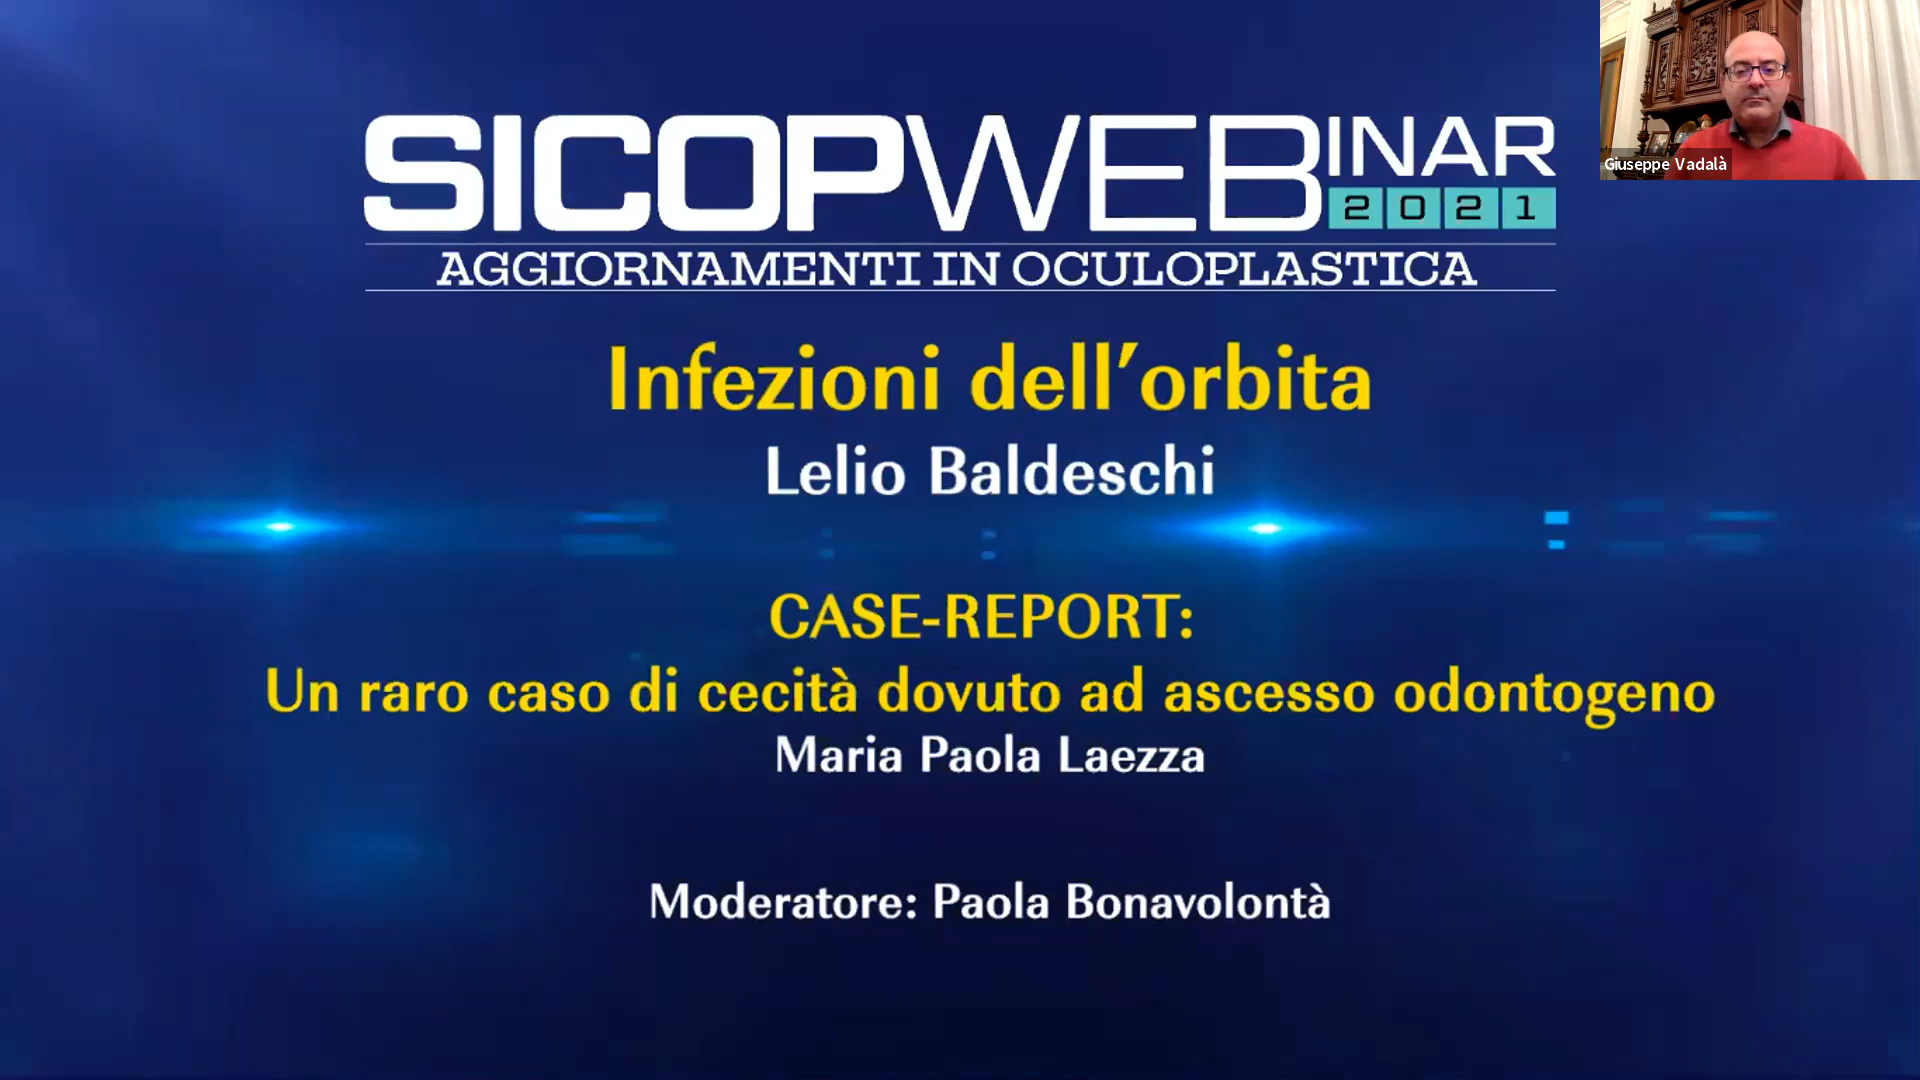 SICOPWEBINAR
2021
AGGIORNAMENTI IN OCULOPLASTICA
Giuseppe Vadalà
Infezioni dell'orbita
Lelio Baldeschi
CASE-REPORT:
Un raro caso di cecità dovuto ad ascesso odontogeno
Maria Paola Laezza
Moderatore: Paola Bonavolontà